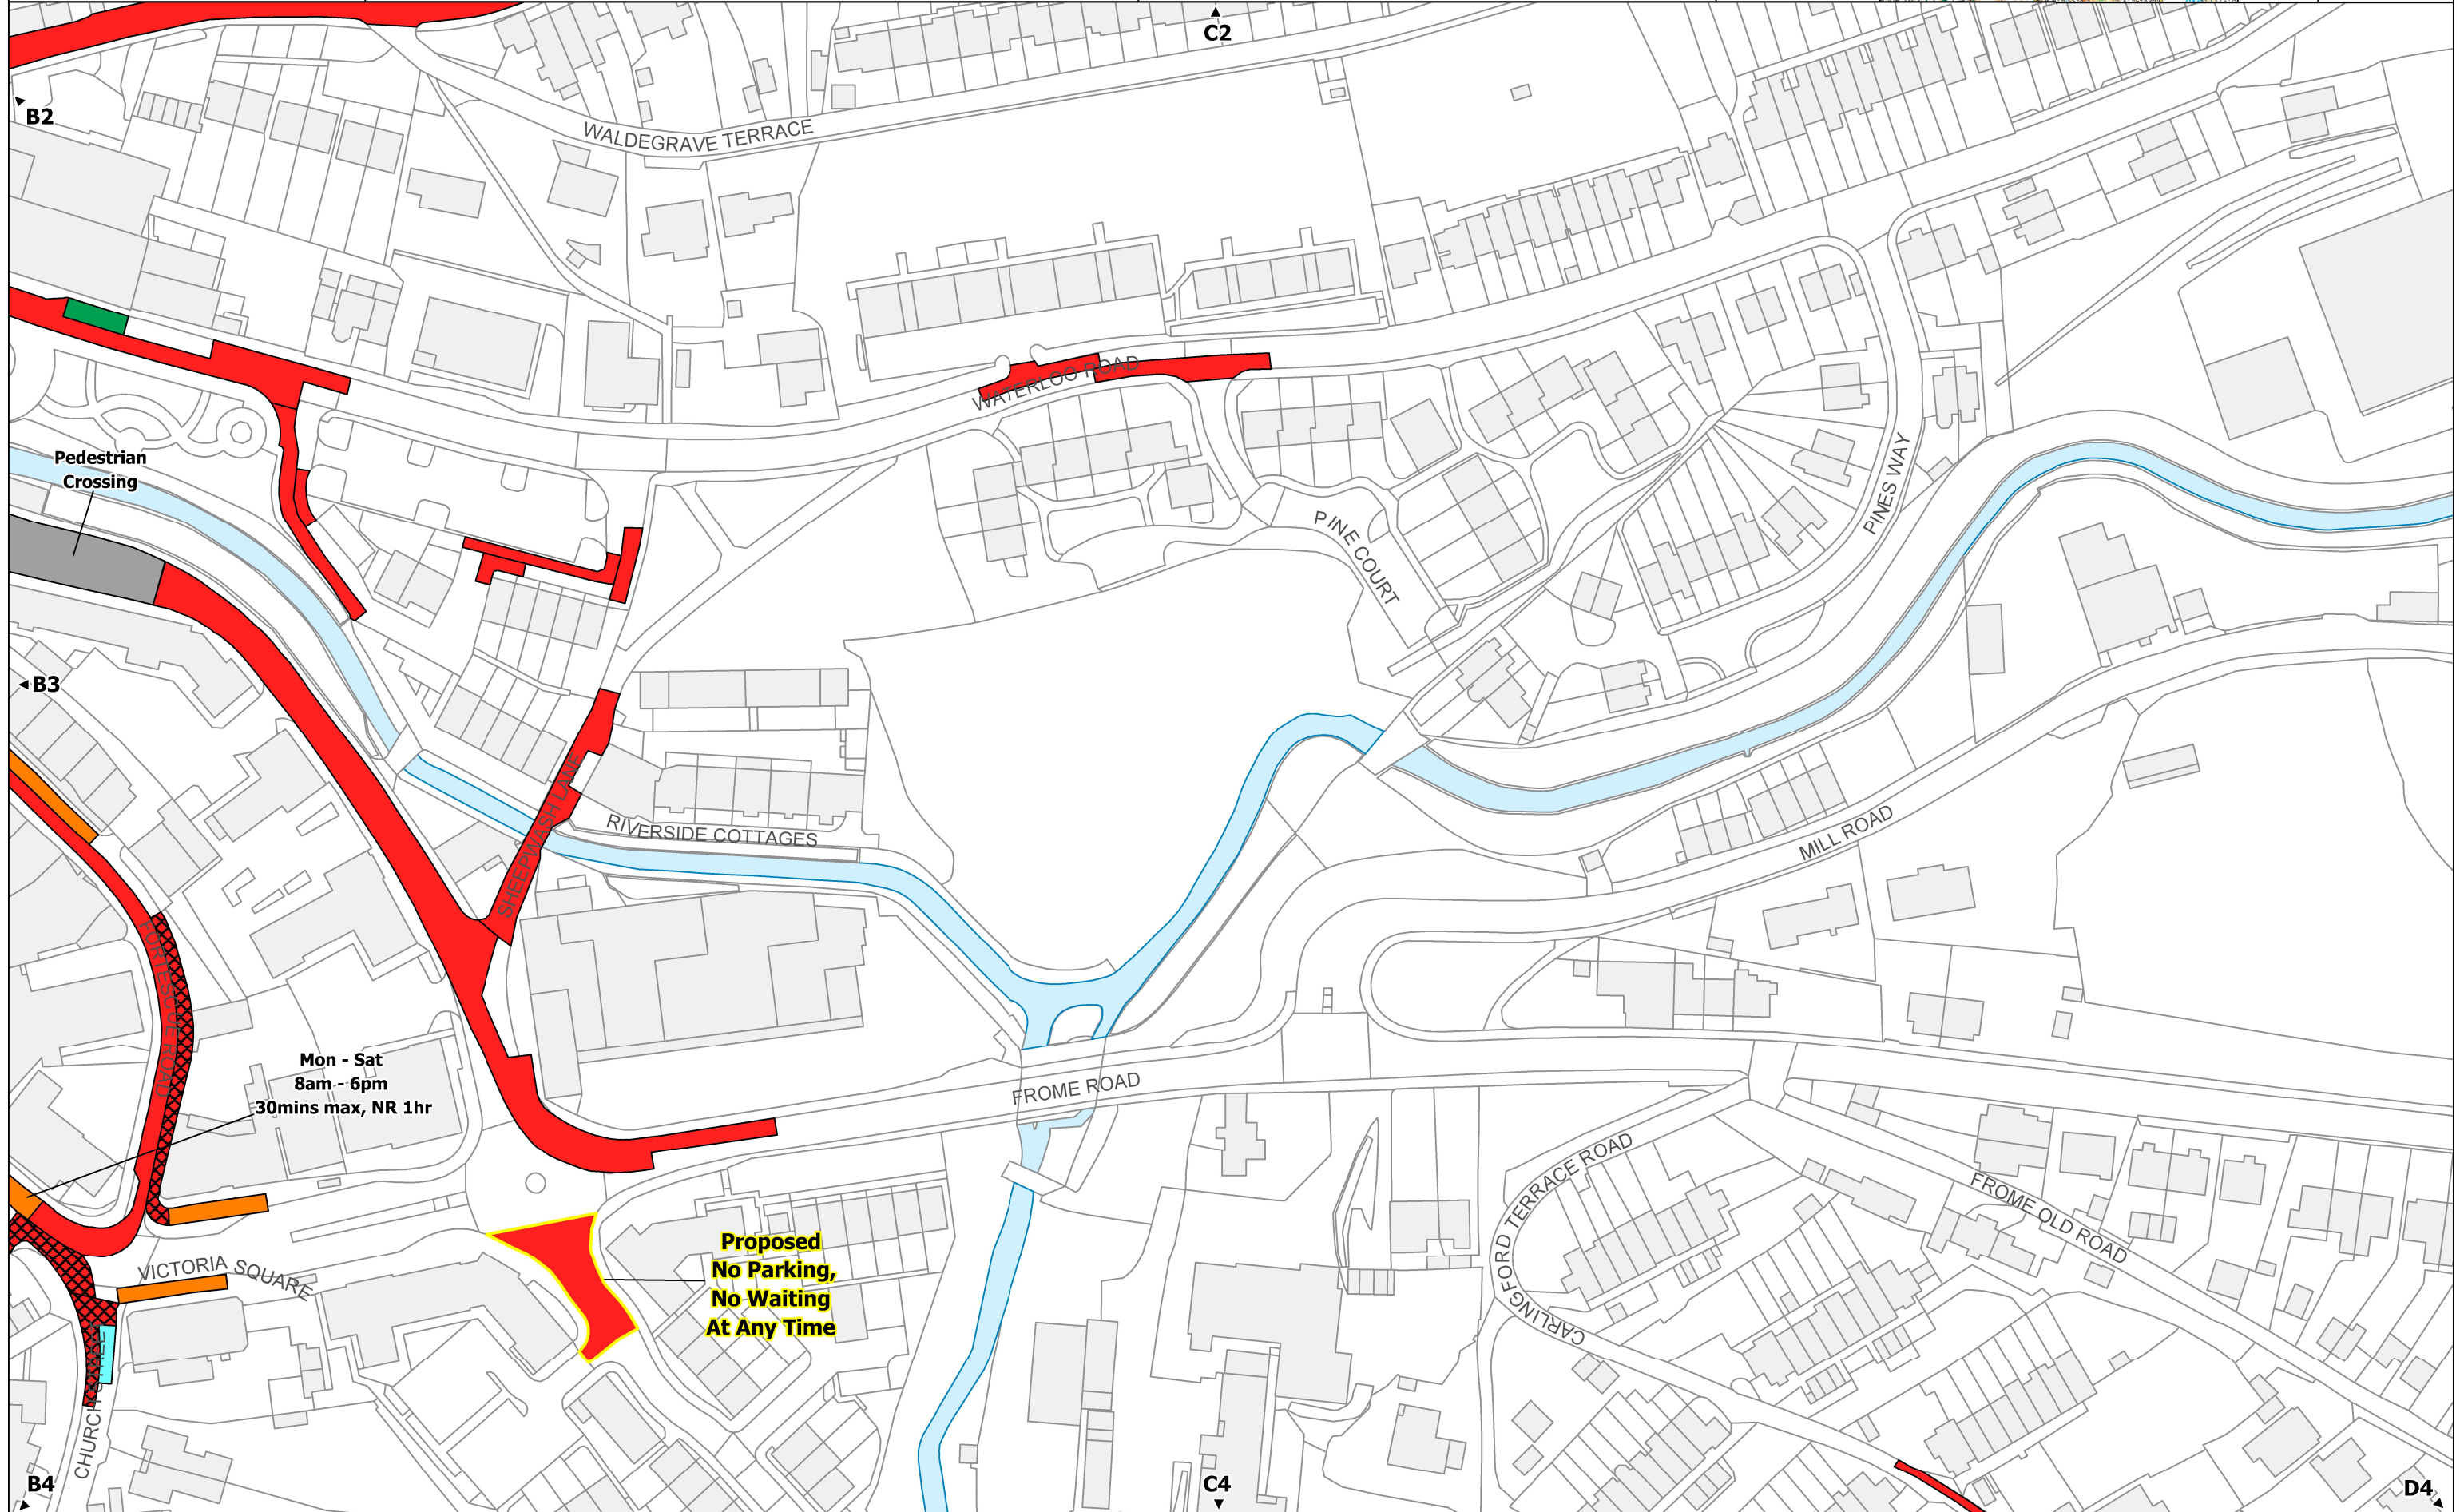 C2
B2
WALDEGRAVE TERRACE
WATERLOO ROAD
Pedestrian
Crossing
PINES WAY
PINE COURT
B3
SHEEPWASH LANE
RIVERSIDE COTTAGES
MILL ROAD
FORTESCUE ROAD
Mon - Sat
8am - 6pm
30mins max, NR 1hr
FROME ROAD
CARLINGFORD TERRACE ROAD
FROME OLD ROAD
VICTORIA SQUARE
Proposed
No Parking,
No Waiting
At Any Time
CHURCH
B4
C4
D4